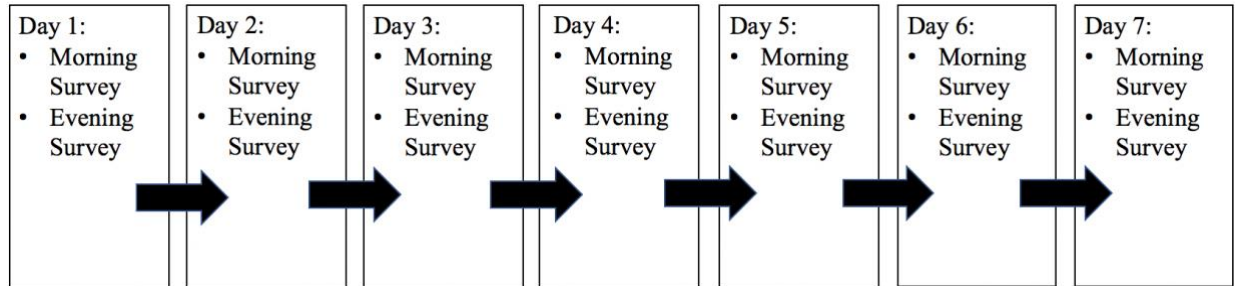 Day 1:
• Morning
Survey
• Evening
Survey
Day 2:
• Morning
Survey
• Evening
Survey
Day 3:
• Morning
Survey
• Evening
Survey
Day 4:
• Morning
Survey
• Evening
Survey
Day 5:
• Morning
Survey
• Evening
Survey
Day 6:
• Morning
Survey
• Evening
Survey
Day 7:
• Morning
Survey
• Evening
Survey